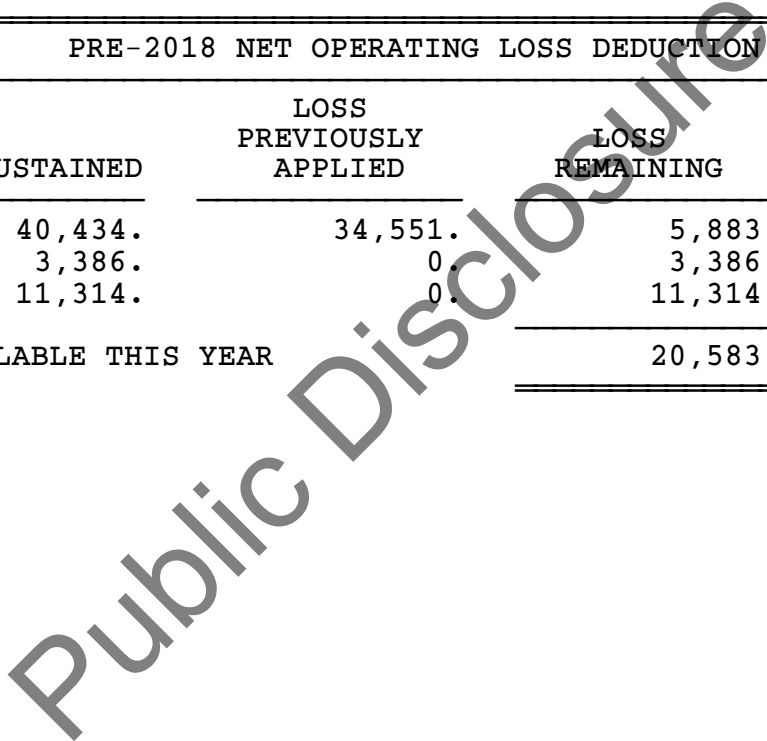 PRE-2018 NET OPERATING LOSS DEDUCTION
LOSS
PREVIOUSLY LOSS
USTAINED APPLIED REMAINING
40,434. 34,551. 5,883
3,386. 0. 3,386
11,314. 0. 11,314
LABLE THIS YEAR 20,583
Public Disclosure